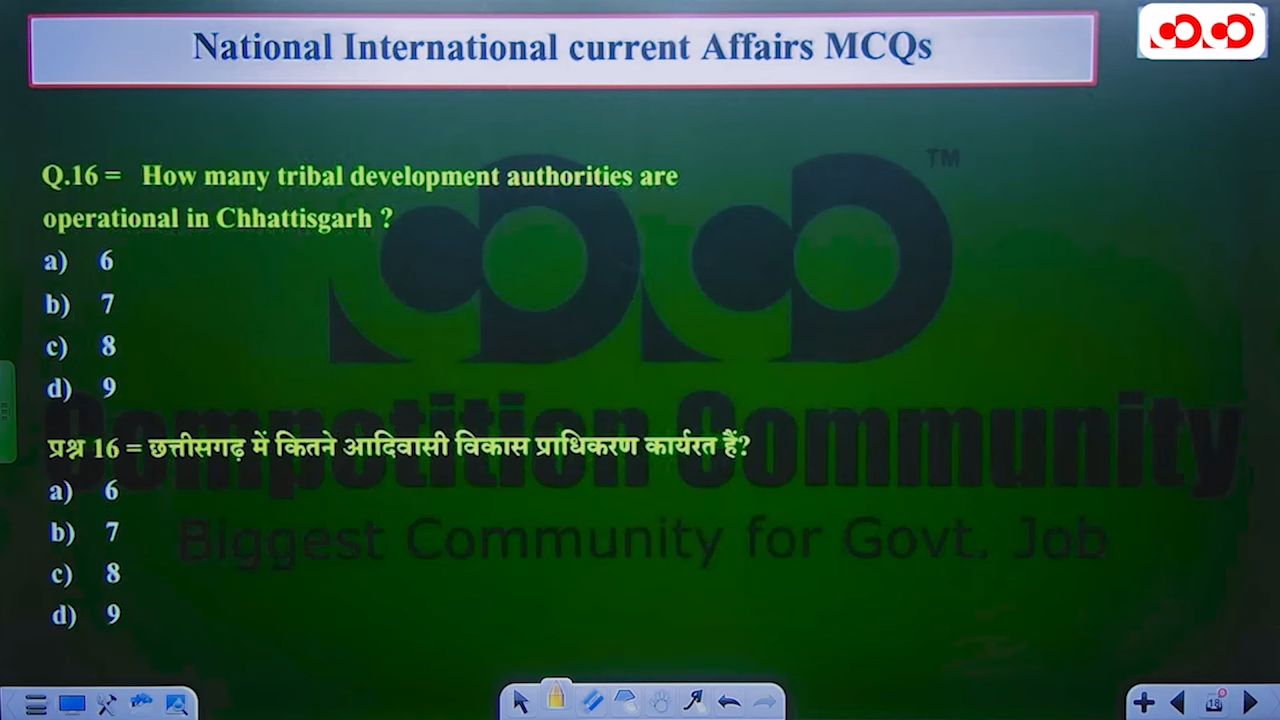 National International current Affairs MCQs
TM
Q.16 = How many tribal development authorities are
operational in Chhattisgarh ?
a) 6
b) 7
c) 8
d) 9
Competition Community
प्रश्न 16 = छत्तीसगढ़ में कितने आदिवासी विकास प्राधिकरण कार्यरत हैं?
a) 6
b) 7
Biggest Community for Govt. Job
c) 8
d) 9
18